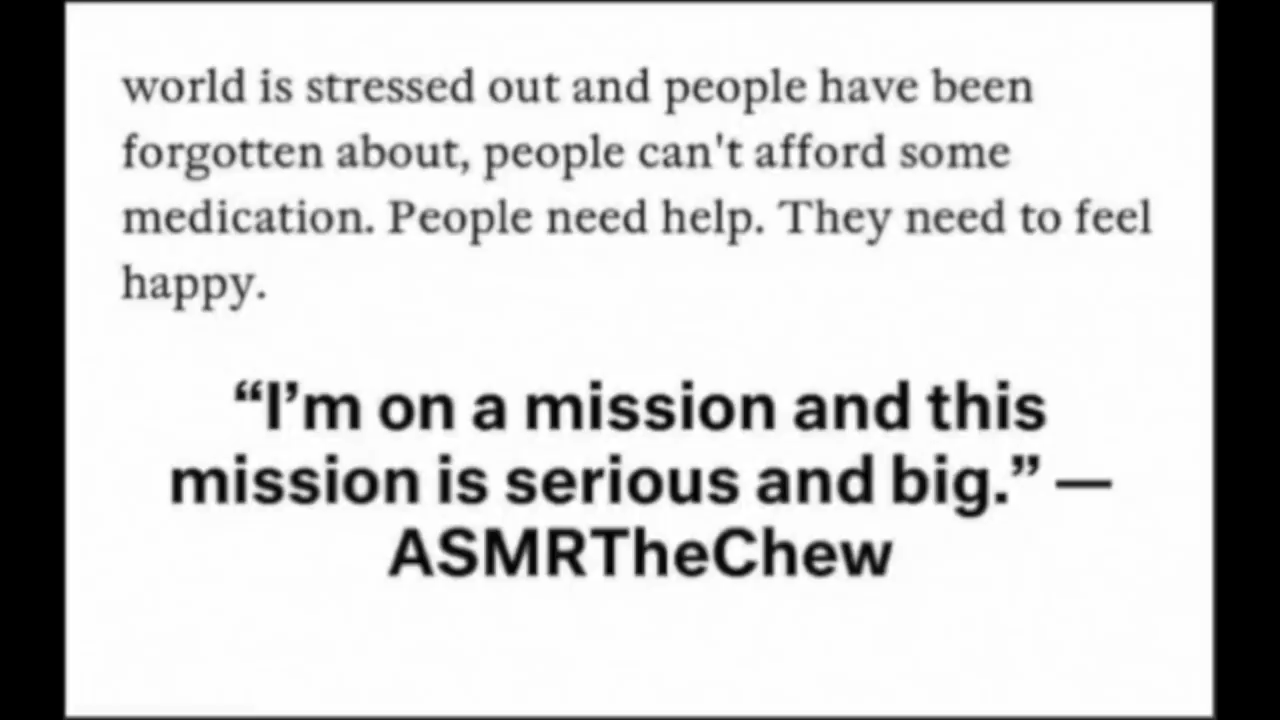 world is stressed out and people have been
forgotten about, people can't afford some
medication. People need help. They need to feel
happy.
“I’m on a mission and this
mission is serious and big.” —
ASMRTheChew